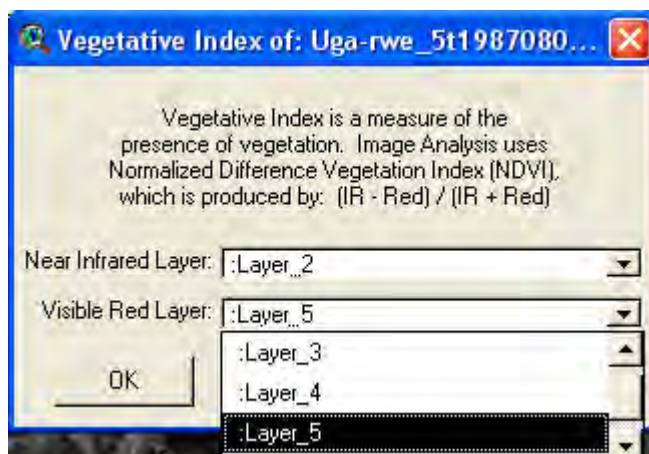 Vegetative Index of: Uga-rwe_5t1987080...
Vegetative Index is a measure of the
presence of vegetation. Image Analysis uses
Normalized Difference Vegetation Index (NDVI),
which is produced by: (IR - Red) / (IR + Red)
Near Infrared Layer: :Layer_2
Visible Red Layer: :Layer_5
:Layer_3
:Layer_4
:Layer_5
OK